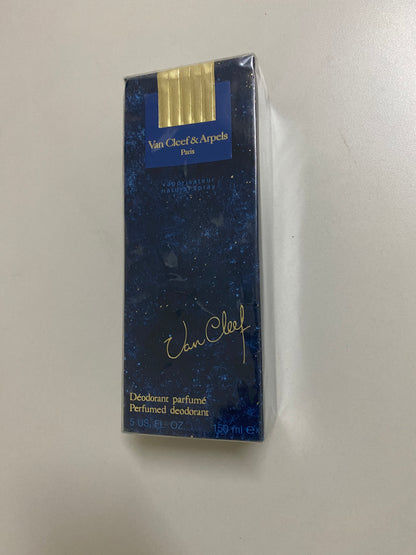 Van Cleef & Arpels
Paris
vaporisateur
natural spray
Van Cleef
Déodorant parfumé
Perfumed deodorant
5 US. FL. OZ.
150 ml e